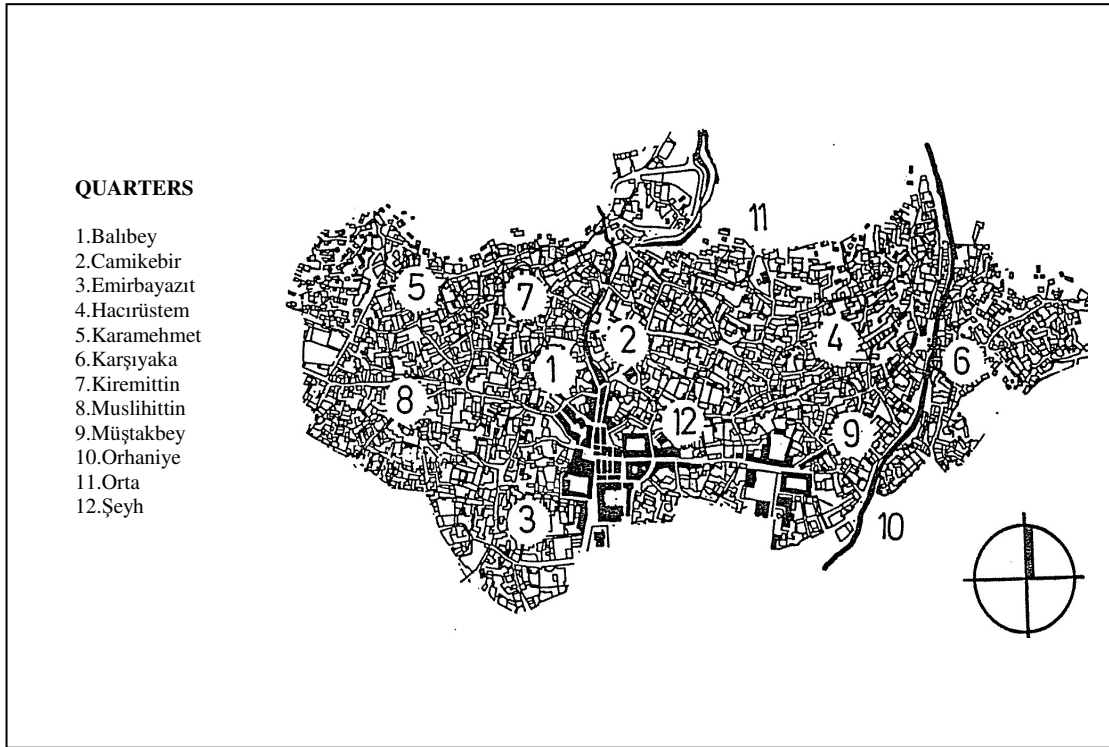 QUARTERS
1.Balıbey
2.Camikebir
3.Emirbayazıt
4.Hacırüstem
5.Karamehmet
6.Karşıyaka
7.Kiremittin
8.Muslihittin
9.Müştakbey
10.Orhaniye
11.Orta
12.Şeyh
11
5
7
2
4
6
1
8
12
9
3
10